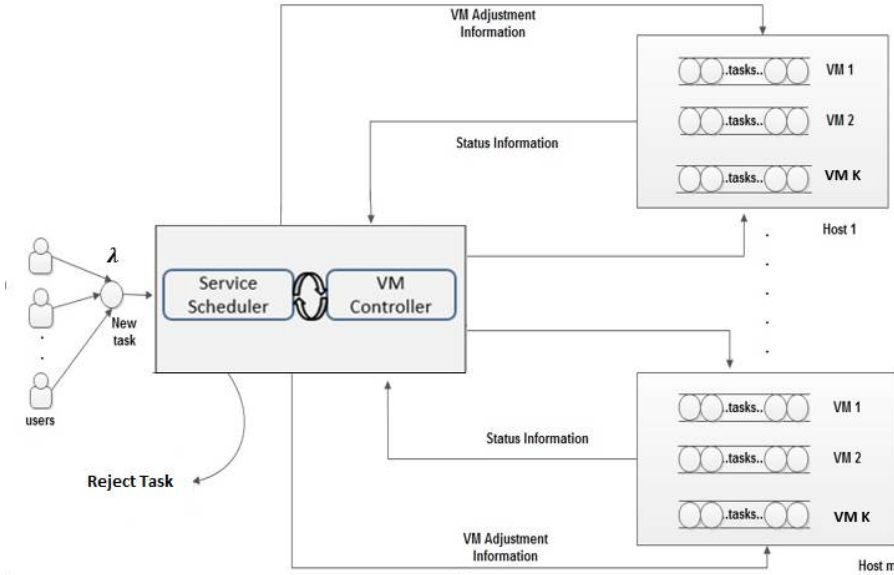 VM Adjustment
Information
..tasks..
VM 1
..tasks..
VM 2
Status Information
..tasks..
VM K
Host 1
λ
Service
Scheduler
VM
Controller
New
task
users
..tasks..
VM 1
Status Information
..tasks..
VM 2
Reject Task
..tasks..
VM K
VM Adjustment
Information
Host m